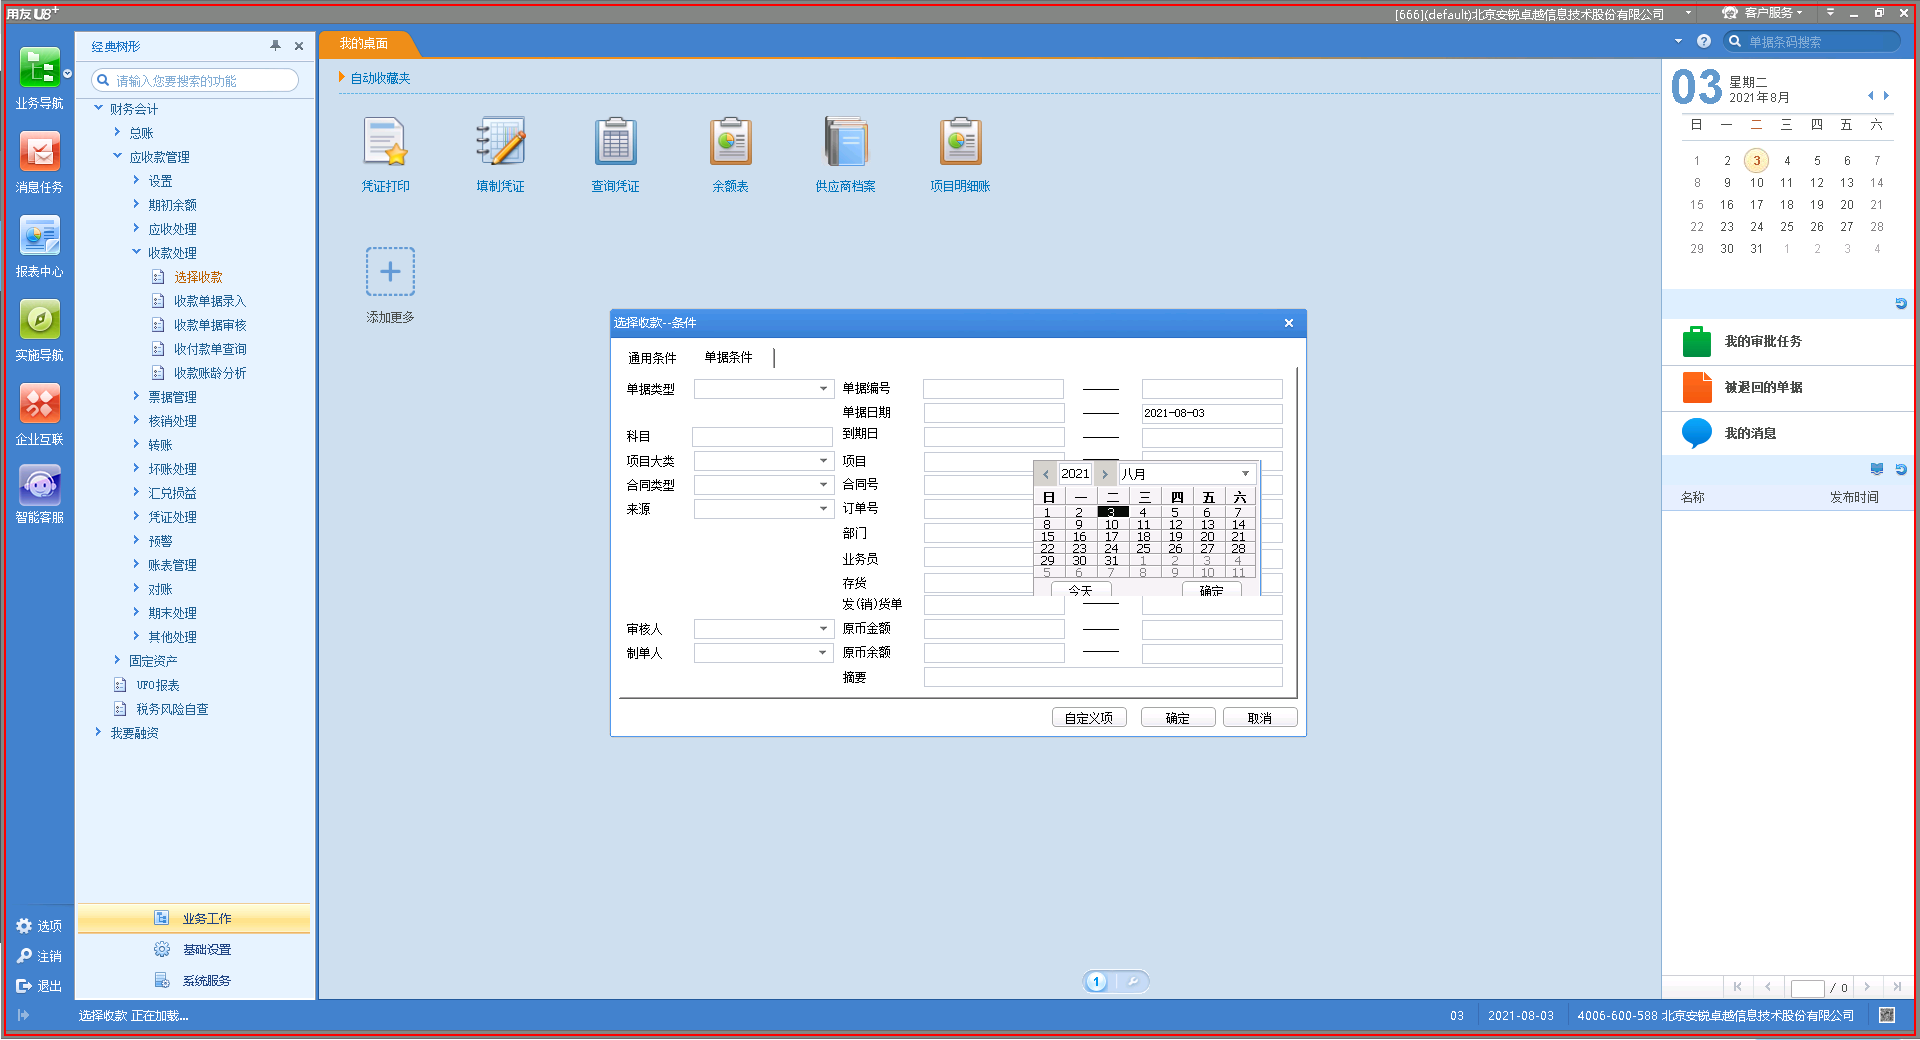 用友U8+
[666](default)北京安锐卓越信息技术股份有限公司
客户服务
经典树形
我的桌面
单据条码搜索
请输入您要搜索的功能
业务导航
消息任务
报表中心
实施导航
企业互联
智能客服
选项
注销
退出
财务会计
总账
应收款管理
设置
期初余额
应收处理
收款处理
选择收款
收款单据录入
收款单据审核
收付款单查询
收款账龄分析
票据管理
核销处理
转账
坏账处理
汇兑损益
凭证处理
预警
账表管理
对账
期末处理
其他处理
固定资产
UFO报表
税务风险自查
我要融资
业务工作
基础设置
系统服务
自动收藏夹
凭证打印 填制凭证 查询凭证 余额表 供应商档案 项目明细账
添加更多
选择收款--条件
通用条件 单据条件
单据类型 单据编号
单据日期 2021-08-03
科目 到期日
项目大类 项目
合同类型 合同号
来源 订单号
部门
业务员
存货
发(销)货单
审核人 原币金额
制单人 原币余额
摘要
2021 八月
日 一 二 三 四 五 六
1 2 3 4 5 6 7
8 9 10 11 12 13 14
15 16 17 18 19 20 21
22 23 24 25 26 27 28
29 30 31 1 2 3 4
5 6 7 8 9 10 11
今天 确定
自定义项 确定 取消
1
03 星期二
2021年8月
日 一 二 三 四 五 六
1 2 3 4 5 6 7
8 9 10 11 12 13 14
15 16 17 18 19 20 21
22 23 24 25 26 27 28
29 30 31 1 2 3 4
我的审批任务
被退回的单据
我的消息
名称 发布时间
/ 0
选择收款 正在加载...
03 2021-08-03 4006-600-588 北京安锐卓越信息技术股份有限公司